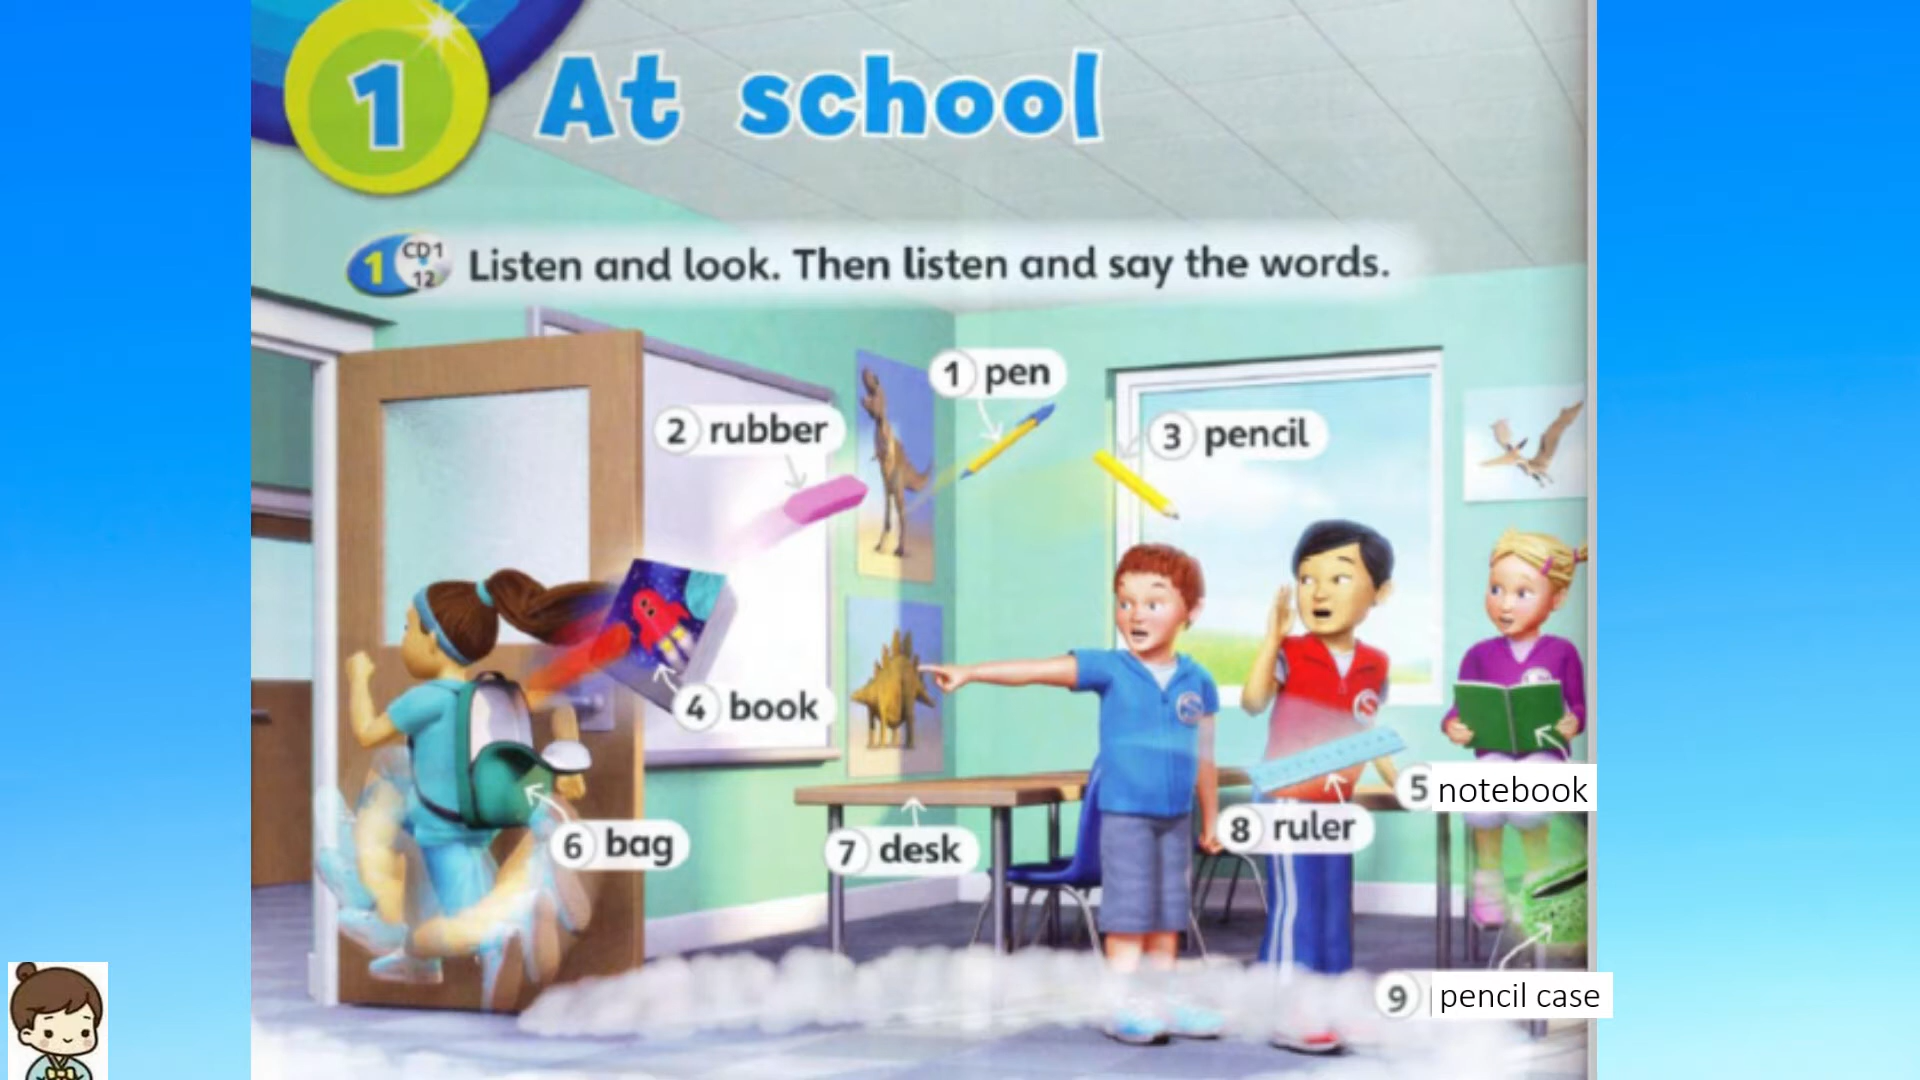 1 At school
1 CD1 12 Listen and look. Then listen and say the words.
1 pen
2 rubber
3 pencil
4 book
5 notebook
6 bag
7 desk
8 ruler
9 pencil case